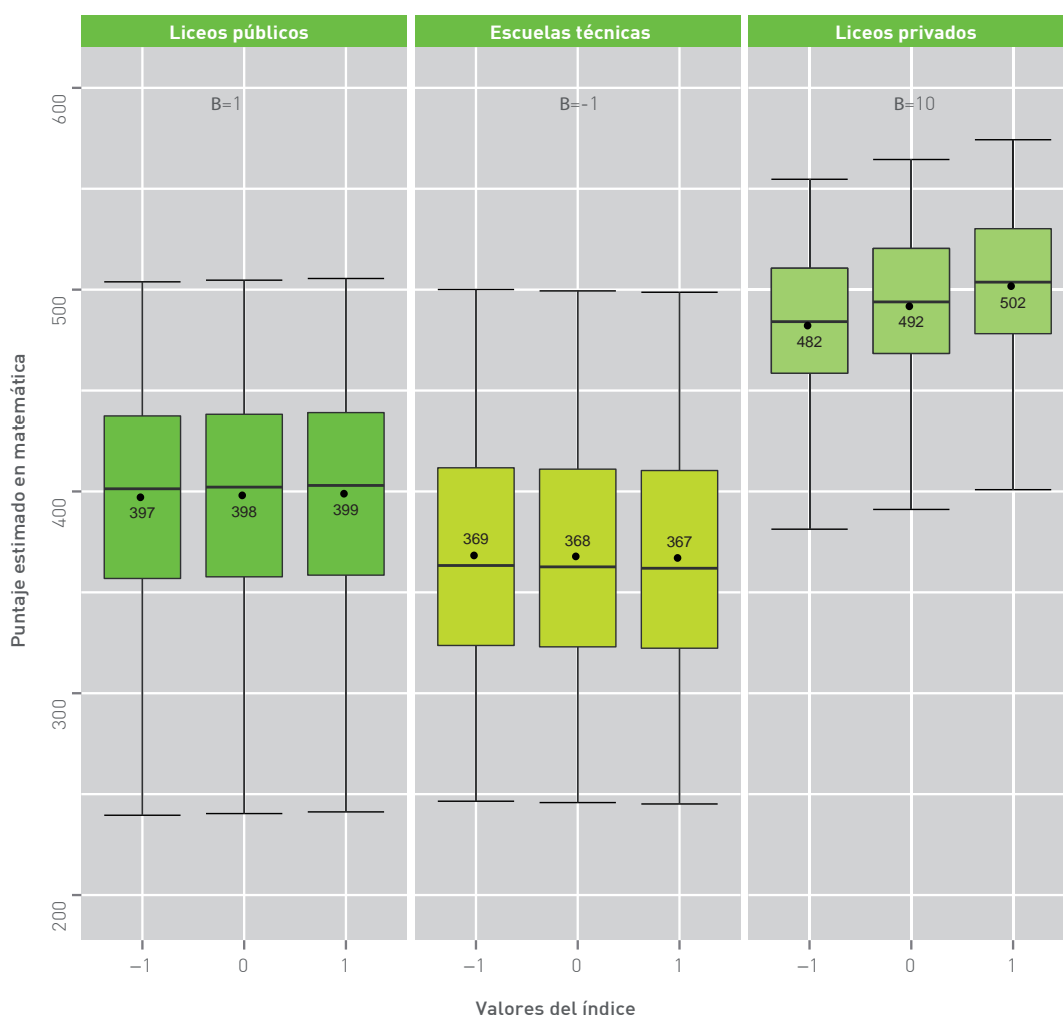 Liceos públicos
Escuelas técnicas
Liceos privados
B=1
B=-1
B=10
Puntaje estimado en matemática
600
500
400
300
200
397
398
399
369
368
367
482
492
502
−1
0
1
−1
0
1
−1
0
1
Valores del índice